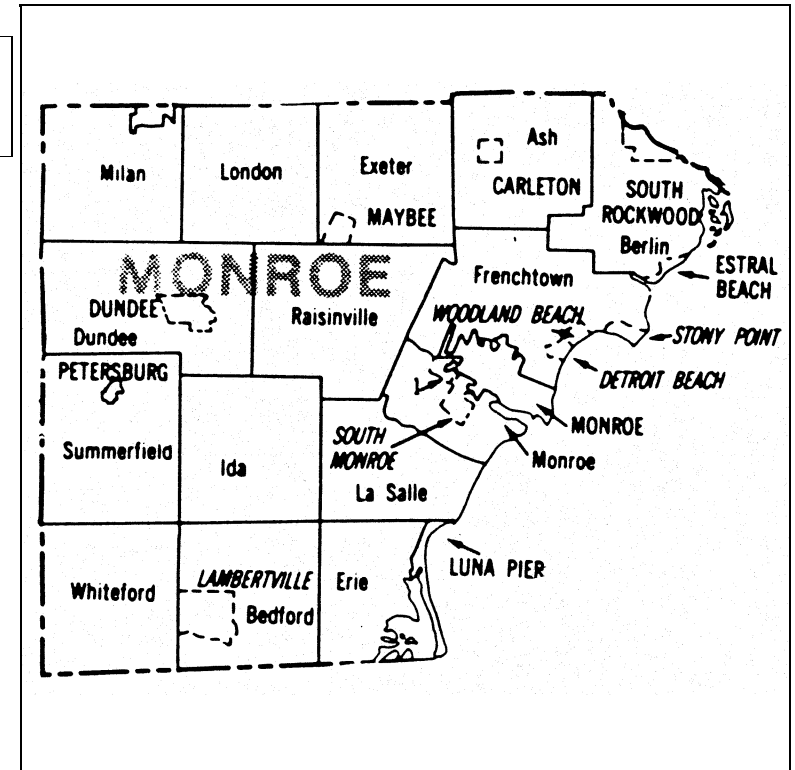 Ash
Milan
London
Exeter
CARLETON
SOUTH
ROCKWOOD
MAYBEE
Berlin
MONROE
Frenchtown
ESTRAL
BEACH
DUNDEE
Raisinville
WOODLAND BEACH
Dundee
STONY POINT
PETERSBURG
DETROIT BEACH
MONROE
SOUTH
MONROE
Monroe
Summerfield
Ida
La Salle
LUNA PIER
Whiteford
LAMBERTVILLE
Erie
Bedford